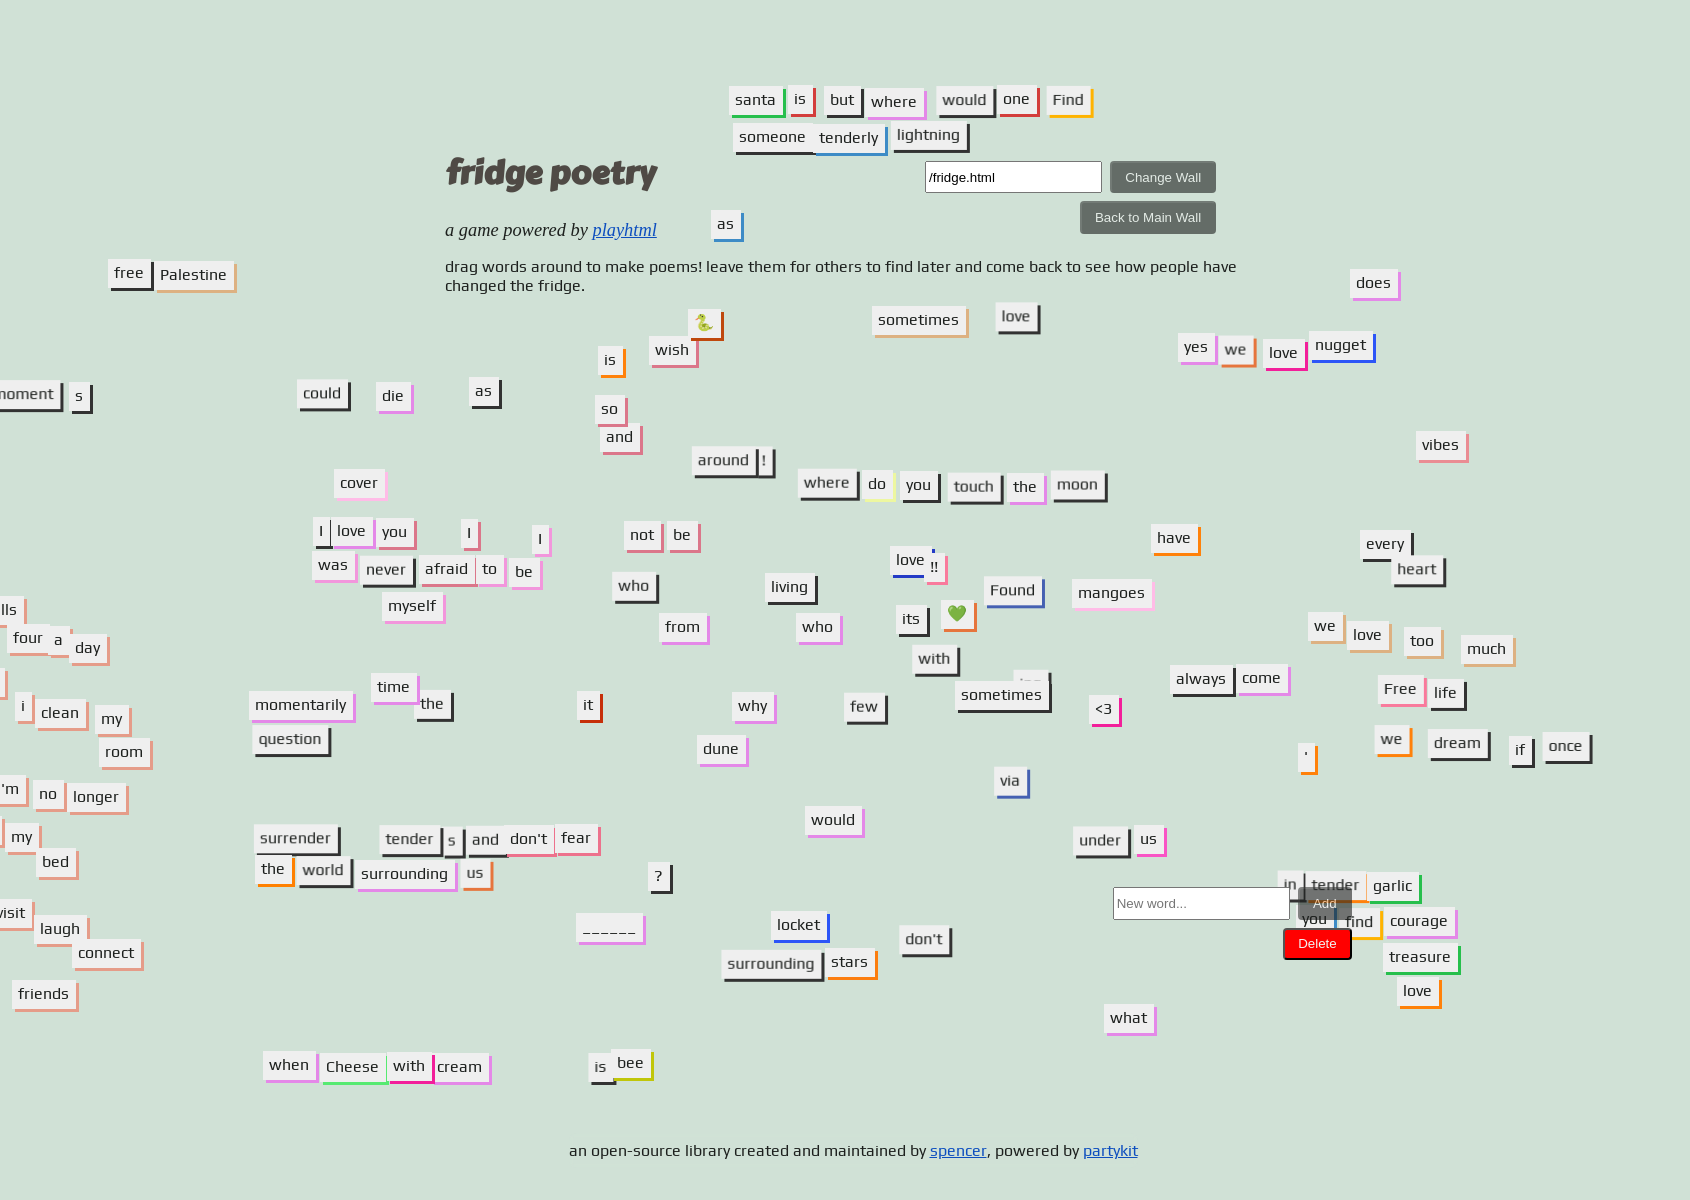 santa is but where would one Find
someone tenderly lightning
fridge poetry
/fridge.html
Change Wall
Back to Main Wall
a game powered by playhtml
as
drag words around to make poems! leave them for others to find later and come back to see how people have
changed the fridge.
free Palestine
does
🐍
sometimes love
is wish
yes we love nugget
moment s
could die as
so
and
around !
vibes
cover
where do you touch the moon
I love you I I
not be
have
every
was never afraid to be
love !!
heart
who
living
Found
mangoes
myself
its 💚
lls
from
who
we love too much
four a day
with
always come
time
momentarily the
it
why
few
sometimes
<3
Free life
i clean my
question
dune
we dream if once
room
'
via
'm no longer
would
my
surrender tender s and don't fear
under us
bed
the world surrounding us
?
in tender garlic
New word...
Add
visit
you find courage
laugh
______
locket
don't
Delete
connect
surrounding stars
treasure
friends
love
what
when Cheese with cream
is bee
an open-source library created and maintained by spencer, powered by partykit